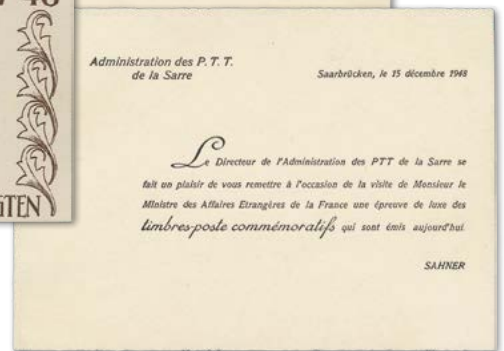 Administration des P. T. T.
de la Sarre
Saarbrücken, le 15 décembre 1948
Le Directeur de l'Administration des PTT de la Sarre se
fait un plaisir de vous remettre à l'occasion de la visite de Monsieur le
Ministre des Affaires Etrangères de la France une épreuve de luxe des
timbres-poste commémoratifs qui sont émis aujourd'hui.
SAHNER